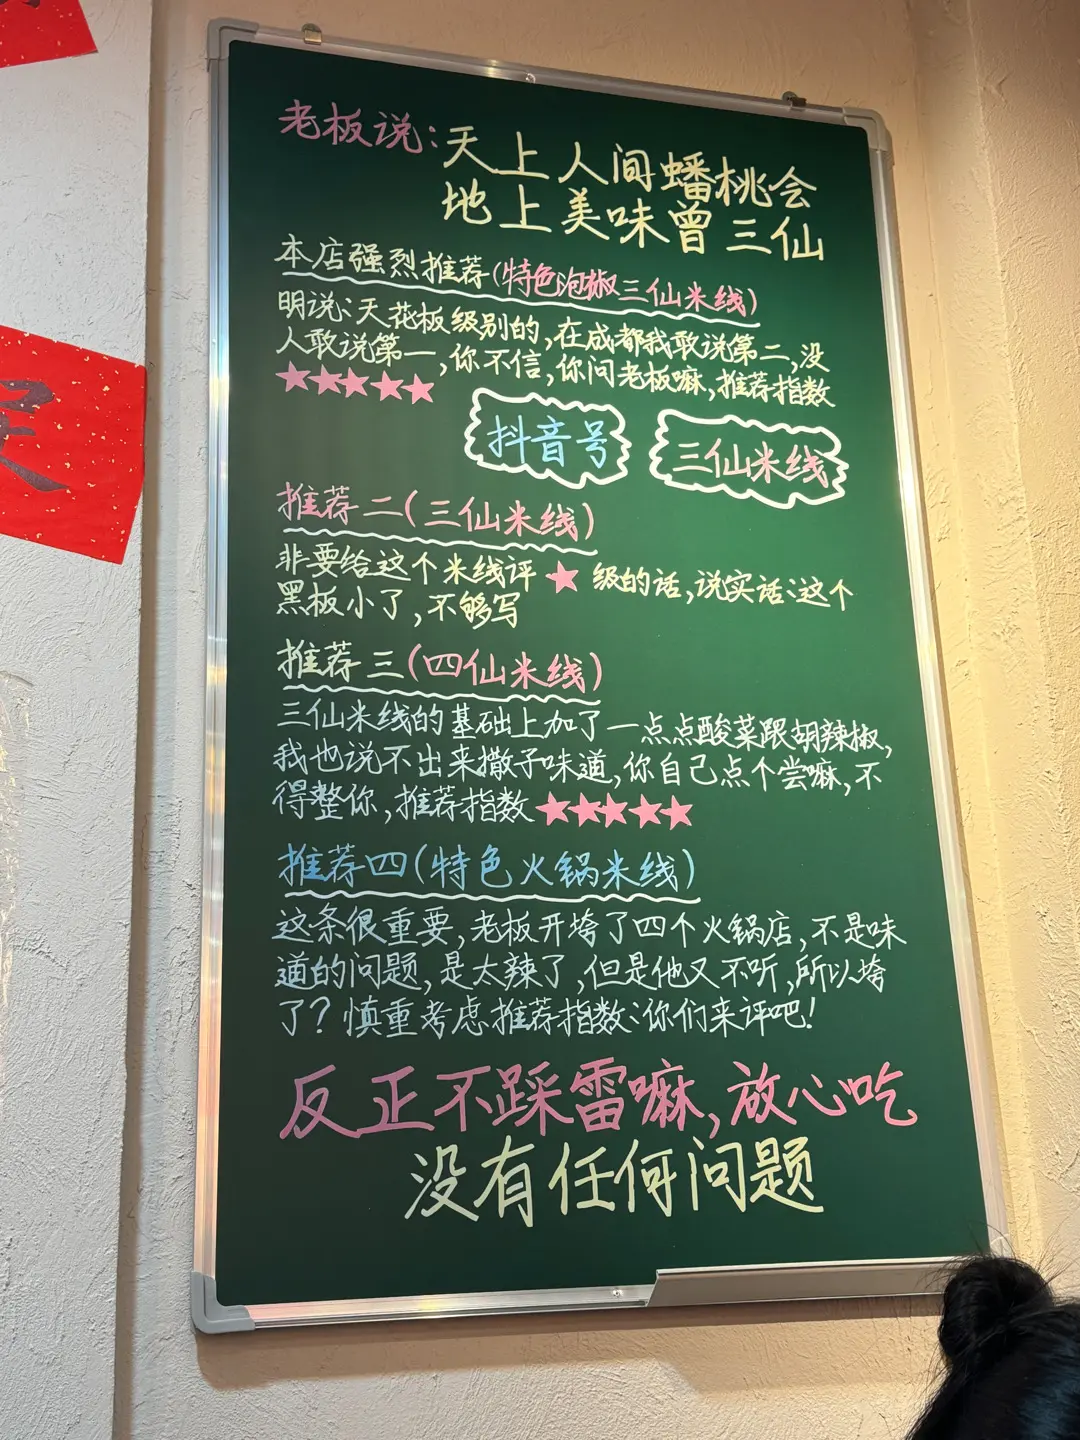 老板说:天上人间蟠桃会
地上美味曾三仙
本店强烈推荐(特色泡椒三仙米线)
明说:天花板级别的,在成都我敢说第二,没
人敢说第一,你不信,你问老板嘛,推荐指数
★★★★★
抖音号 三仙米线
推荐二(三仙米线)
非要给这个米线评★级的话,说实话:这个
黑板小了,不够写
推荐三(四仙米线)
三仙米线的基础上加了一点点酸菜跟胡辣椒,
我也说不出来撒子味道,你自己点个尝嘛,不
得整你,推荐指数★★★★★
推荐四(特色火锅米线)
这条很重要,老板开垮了四个火锅店,不是味
道的问题,是太辣了,但是他又不听,所以垮
了?慎重考虑推荐指数:你们来评吧!
反正不踩雷嘛,放心吃
没有任何问题